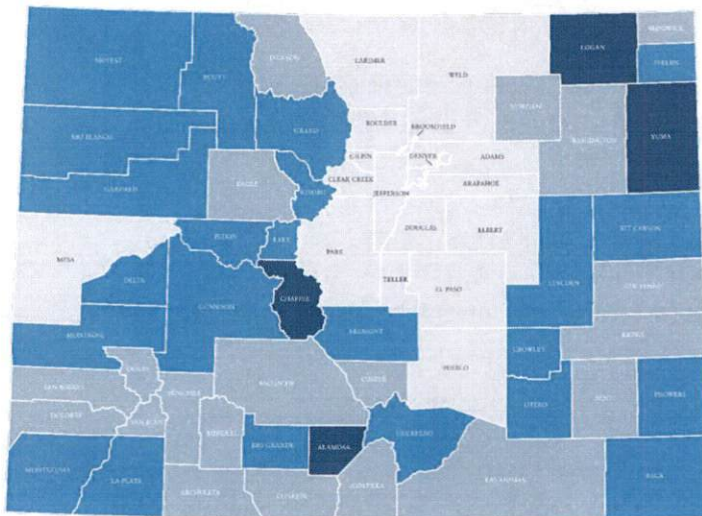 MOFFAT
ROUTT
JACKSON
LARIMER
WELD
LOGAN
SEDGWICK
PHILLIPS
MORGAN
WASHINGTON
YUMA
RIO BLANCO
GRAND
BOULDER
BROOMFIELD
GARFIELD
EAGLE
SUMMIT
GILPIN
DENVER
ADAMS
CLEAR CREEK
JEFFERSON
ARAPAHOE
MESA
PITKIN
LAKE
PARK
DOUGLAS
ELBERT
KIT CARSON
DELTA
GUNNISON
CHAFFEE
TELLER
EL PASO
LINCOLN
CHEYENNE
MONTROSE
FREMONT
CROWLEY
KIOWA
OURAY
SAN MIGUEL
HINSDALE
SAGUACHE
CUSTER
PUEBLO
OTERO
BENT
PROWERS
DOLORES
SAN JUAN
MINERAL
RIO GRANDE
ALAMOSA
HUERFANO
MONTEZUMA
LA PLATA
ARCHULETA
CONEJOS
COSTILLA
LAS ANIMAS
BACA